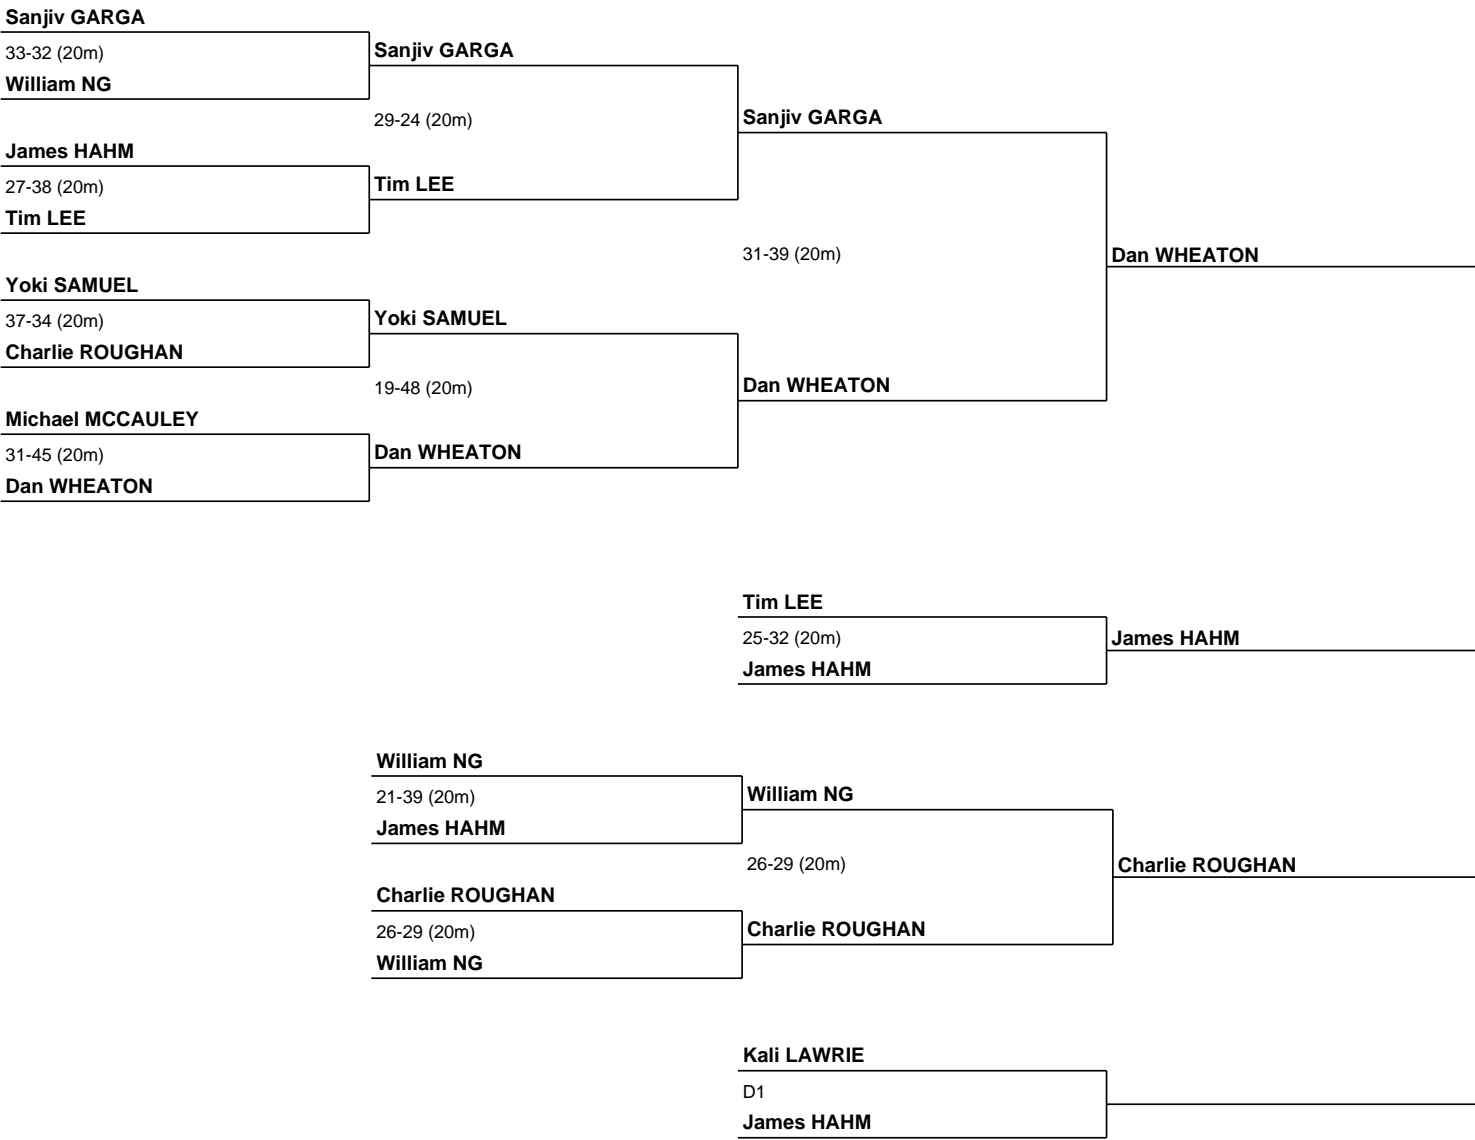 Sanjiv GARGA
33-32 (20m)
William NG
Sanjiv GARGA
29-24 (20m)
Sanjiv GARGA
James HAHM
27-38 (20m)
Tim LEE
Tim LEE
31-39 (20m)
Dan WHEATON
Yoki SAMUEL
37-34 (20m)
Charlie ROUGHAN
Yoki SAMUEL
19-48 (20m)
Dan WHEATON
Michael MCCAULEY
31-45 (20m)
Dan WHEATON
Dan WHEATON
Tim LEE
25-32 (20m)
James HAHM
James HAHM
William NG
21-39 (20m)
James HAHM
William NG
26-29 (20m)
Charlie ROUGHAN
Charlie ROUGHAN
26-29 (20m)
William NG
Charlie ROUGHAN
Kali LAWRIE
D1
James HAHM